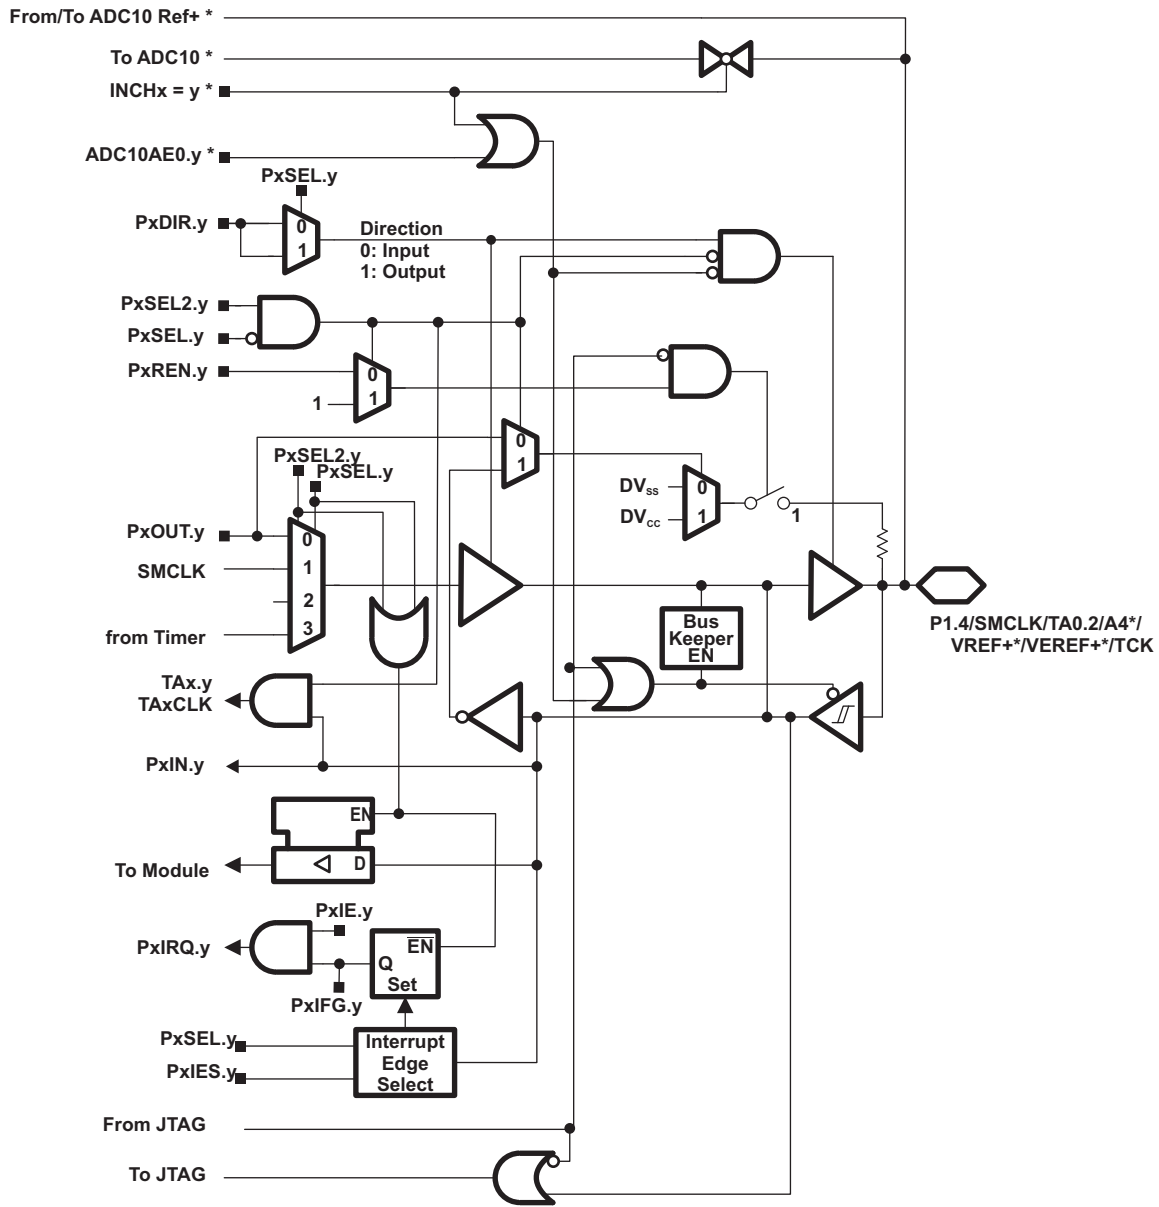 From/To ADC10 Ref+ *
To ADC10 *
INCHx = y *
ADC10AE0.y *
PxSEL.y
PxDIR.y
0
1
Direction
0: Input
1: Output
PxSEL2.y
PxSEL.y
PxREN.y
0
1
1
0
1
PxSEL2.y
PxSEL.y
DVSS
0
DVCC
1
1
PxOUT.y
0
SMCLK
1
2
from Timer
3
Bus
Keeper
EN
P1.4/SMCLK/TA0.2/A4*/
VREF+*/VEREF+*/TCK
TAx.y
TAxCLK
PxIN.y
EN
D
To Module
PxIE.y
PxIRQ.y
EN
Q
Set
PxIFG.y
PxSEL.y
PxIES.y
Interrupt
Edge
Select
From JTAG
To JTAG